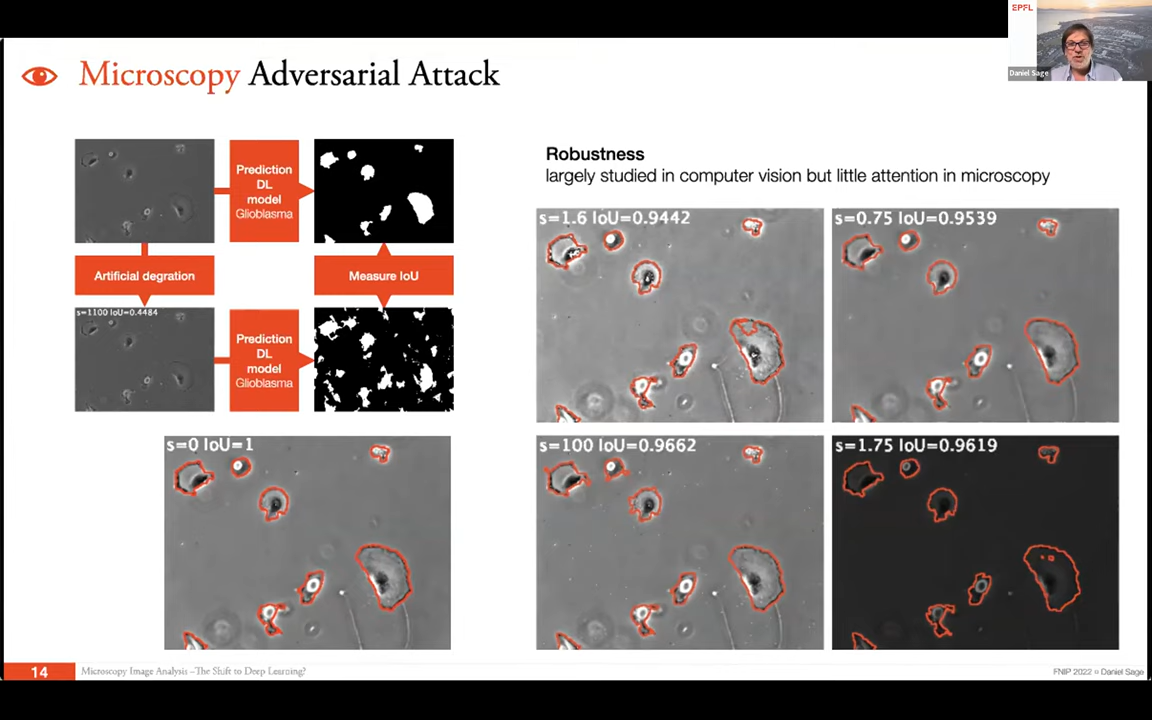 EPFL
Daniel Sage
Microscopy Adversarial Attack
Prediction
DL
model
Glioblasma
Artificial degration
Measure IoU
s=1100 IoU=0.4484
Prediction
DL
model
Glioblasma
s=0 IoU=1
Robustness
largely studied in computer vision but little attention in microscopy
s=1.6 IoU=0.9442
s=0.75 IoU=0.9539
s=100 IoU=0.9662
s=1.75 IoU=0.9619
14
Microscopy Image Analysis –The Shift to Deep Learning?
FNIP 2022 ¤ Daniel Sage